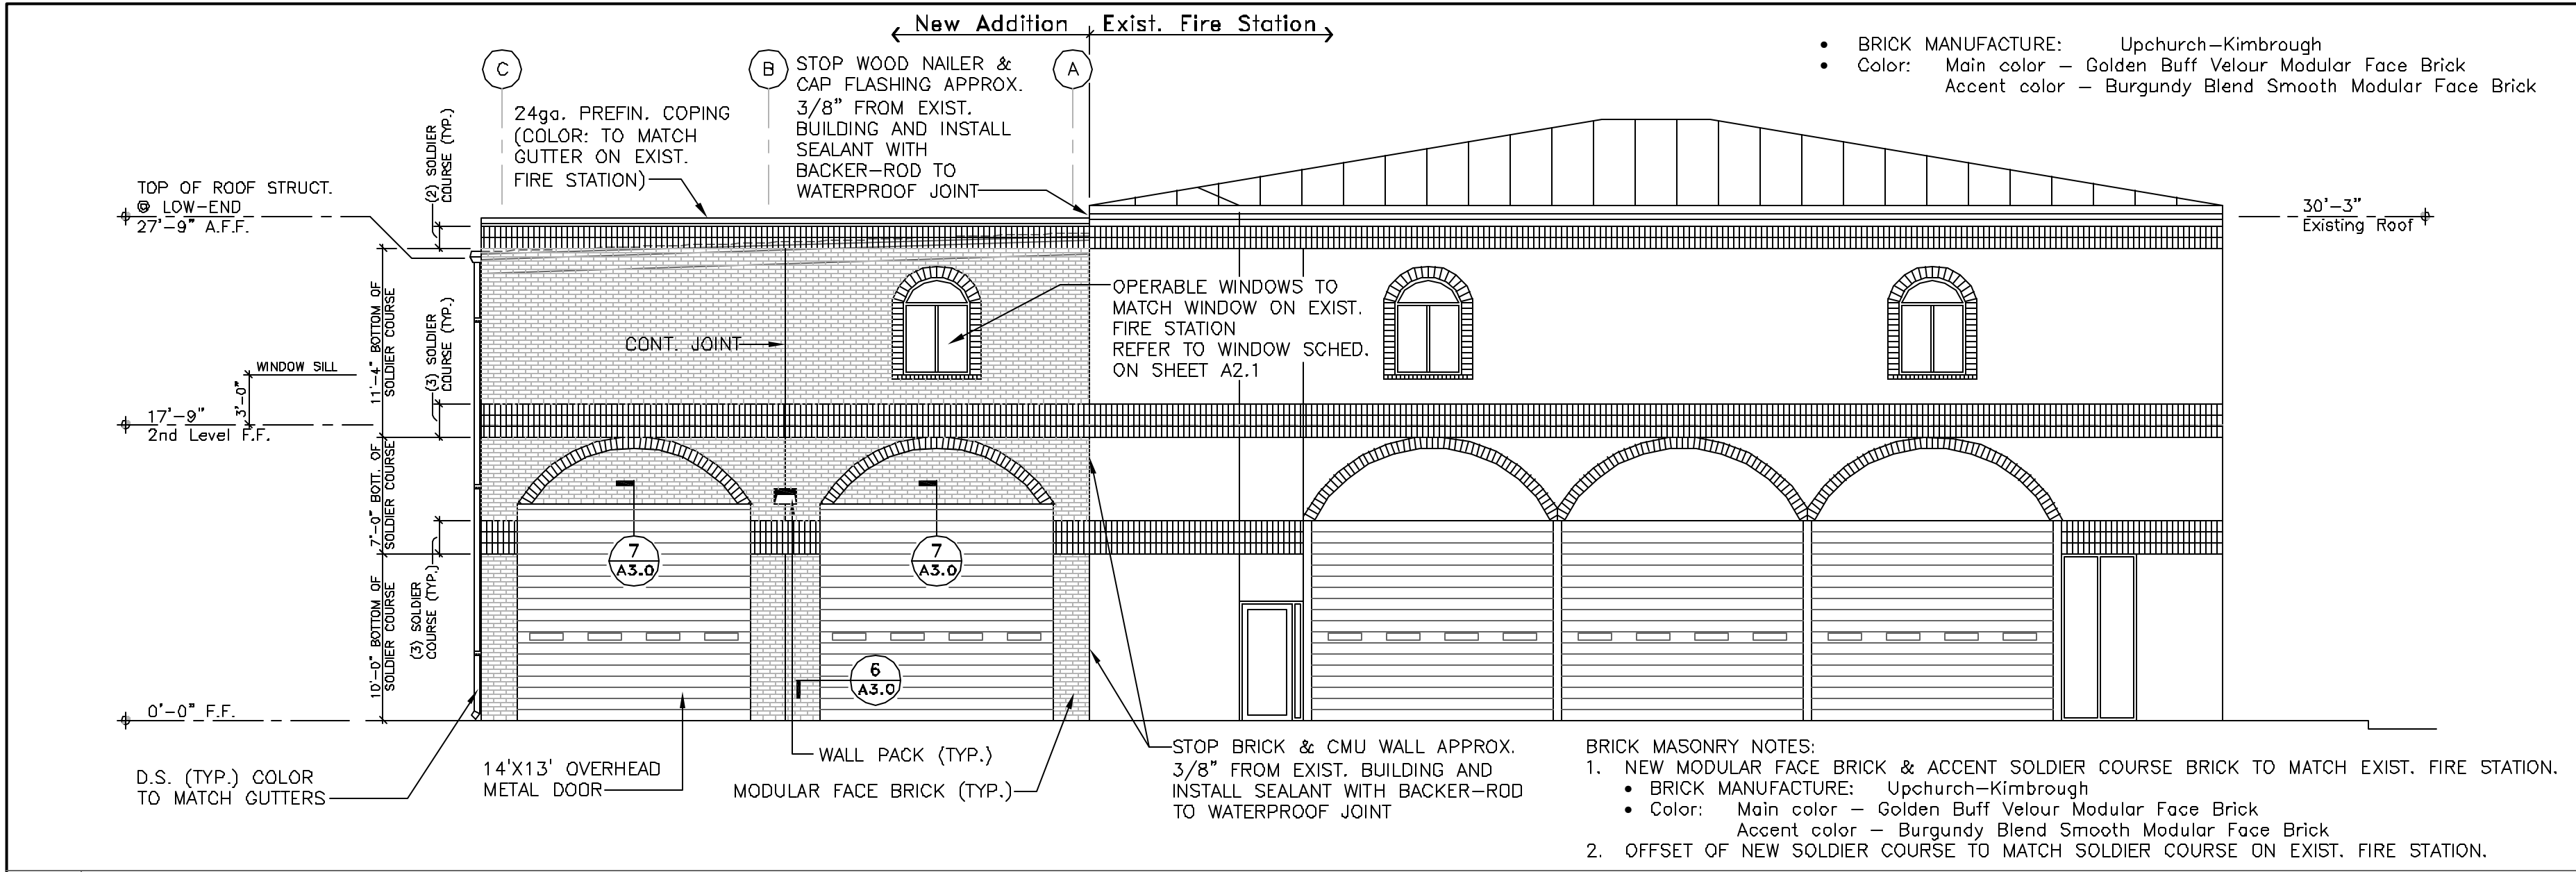 New Addition
Exist. Fire Station
• BRICK MANUFACTURE: Upchurch-Kimbrough
• Color: Main color - Golden Buff Velour Modular Face Brick
Accent color - Burgundy Blend Smooth Modular Face Brick
C
B
A
STOP WOOD NAILER &
CAP FLASHING APPROX.
3/8" FROM EXIST.
BUILDING AND INSTALL
SEALANT WITH
BACKER-ROD TO
WATERPROOF JOINT
24ga. PREFIN. COPING
(COLOR: TO MATCH
GUTTER ON EXIST.
FIRE STATION)
(2) SOLDIER
COURSE (TYP.)
TOP OF ROOF STRUCT.
@ LOW-END
27'-9" A.F.F.
30'-3"
Existing Roof
11'-4" BOTTOM OF
SOLDIER COURSE
(3) SOLDIER
COURSE (TYP.)
OPERABLE WINDOWS TO
MATCH WINDOW ON EXIST.
FIRE STATION
REFER TO WINDOW SCHED.
ON SHEET A2.1
CONT. JOINT
WINDOW SILL
3'-0"
17'-9"
2nd Level F.F.
7'-0" BOTT. OF
SOLDIER COURSE
7
A3.0
7
A3.0
(3) SOLDIER
COURSE (TYP.)
10'-0" BOTTOM OF
SOLDIER COURSE
6
A3.0
0'-0" F.F.
D.S. (TYP.) COLOR
TO MATCH GUTTERS
14'X13' OVERHEAD
METAL DOOR
WALL PACK (TYP.)
MODULAR FACE BRICK (TYP.)
STOP BRICK & CMU WALL APPROX.
3/8" FROM EXIST. BUILDING AND
INSTALL SEALANT WITH BACKER-ROD
TO WATERPROOF JOINT
BRICK MASONRY NOTES:
1. NEW MODULAR FACE BRICK & ACCENT SOLDIER COURSE BRICK TO MATCH EXIST. FIRE STATION.
• BRICK MANUFACTURE: Upchurch-Kimbrough
• Color: Main color - Golden Buff Velour Modular Face Brick
Accent color - Burgundy Blend Smooth Modular Face Brick
2. OFFSET OF NEW SOLDIER COURSE TO MATCH SOLDIER COURSE ON EXIST. FIRE STATION.